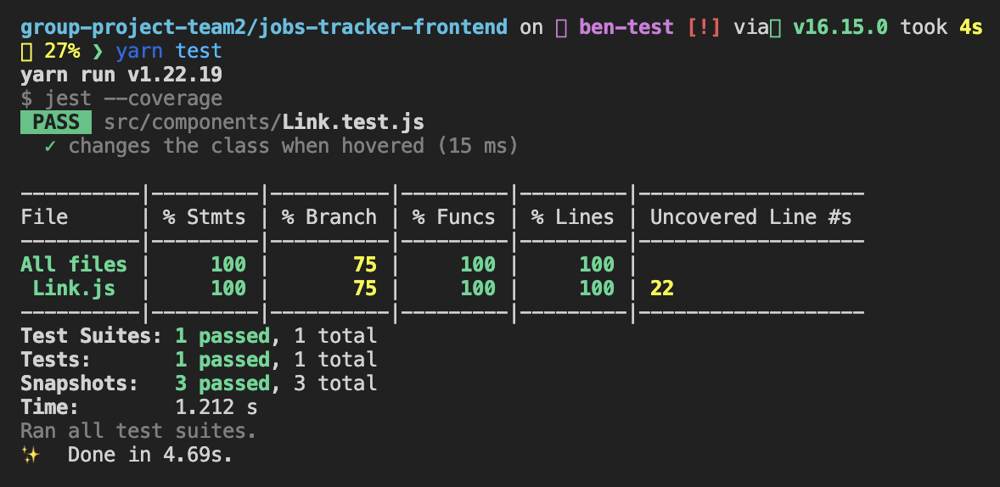 group-project-team2/jobs-tracker-frontend on ben-test [!] via v16.15.0 took 4s
27% ❯ yarn test
yarn run v1.22.19
$ jest --coverage
PASS src/components/Link.test.js
✓ changes the class when hovered (15 ms)
----------|---------|----------|---------|---------|-------------------
File      | % Stmts | % Branch | % Funcs | % Lines | Uncovered Line #s
----------|---------|----------|---------|---------|-------------------
All files |     100 |       75 |     100 |     100 |
 Link.js  |     100 |       75 |     100 |     100 | 22
----------|---------|----------|---------|---------|-------------------
Test Suites: 1 passed, 1 total
Tests:       1 passed, 1 total
Snapshots:   3 passed, 3 total
Time:        1.212 s
Ran all test suites.
✨  Done in 4.69s.